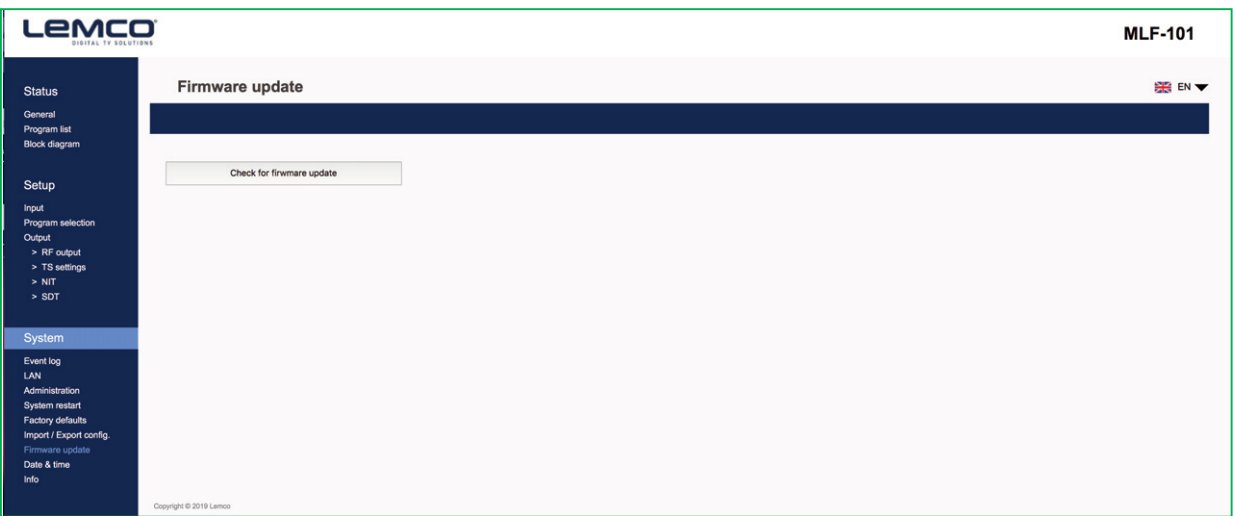 LEMCO
DIGITAL TV SOLUTIONS
MLF-101
Status
General
Program list
Block diagram
Setup
Input
Program selection
Output
> RF output
> TS settings
> NIT
> SDT
System
Event log
LAN
Administration
System restart
Factory defaults
Import / Export config.
Firmware update
Date & time
Info
Firmware update
EN
Check for firwmare update
Copyright © 2019 Lemco